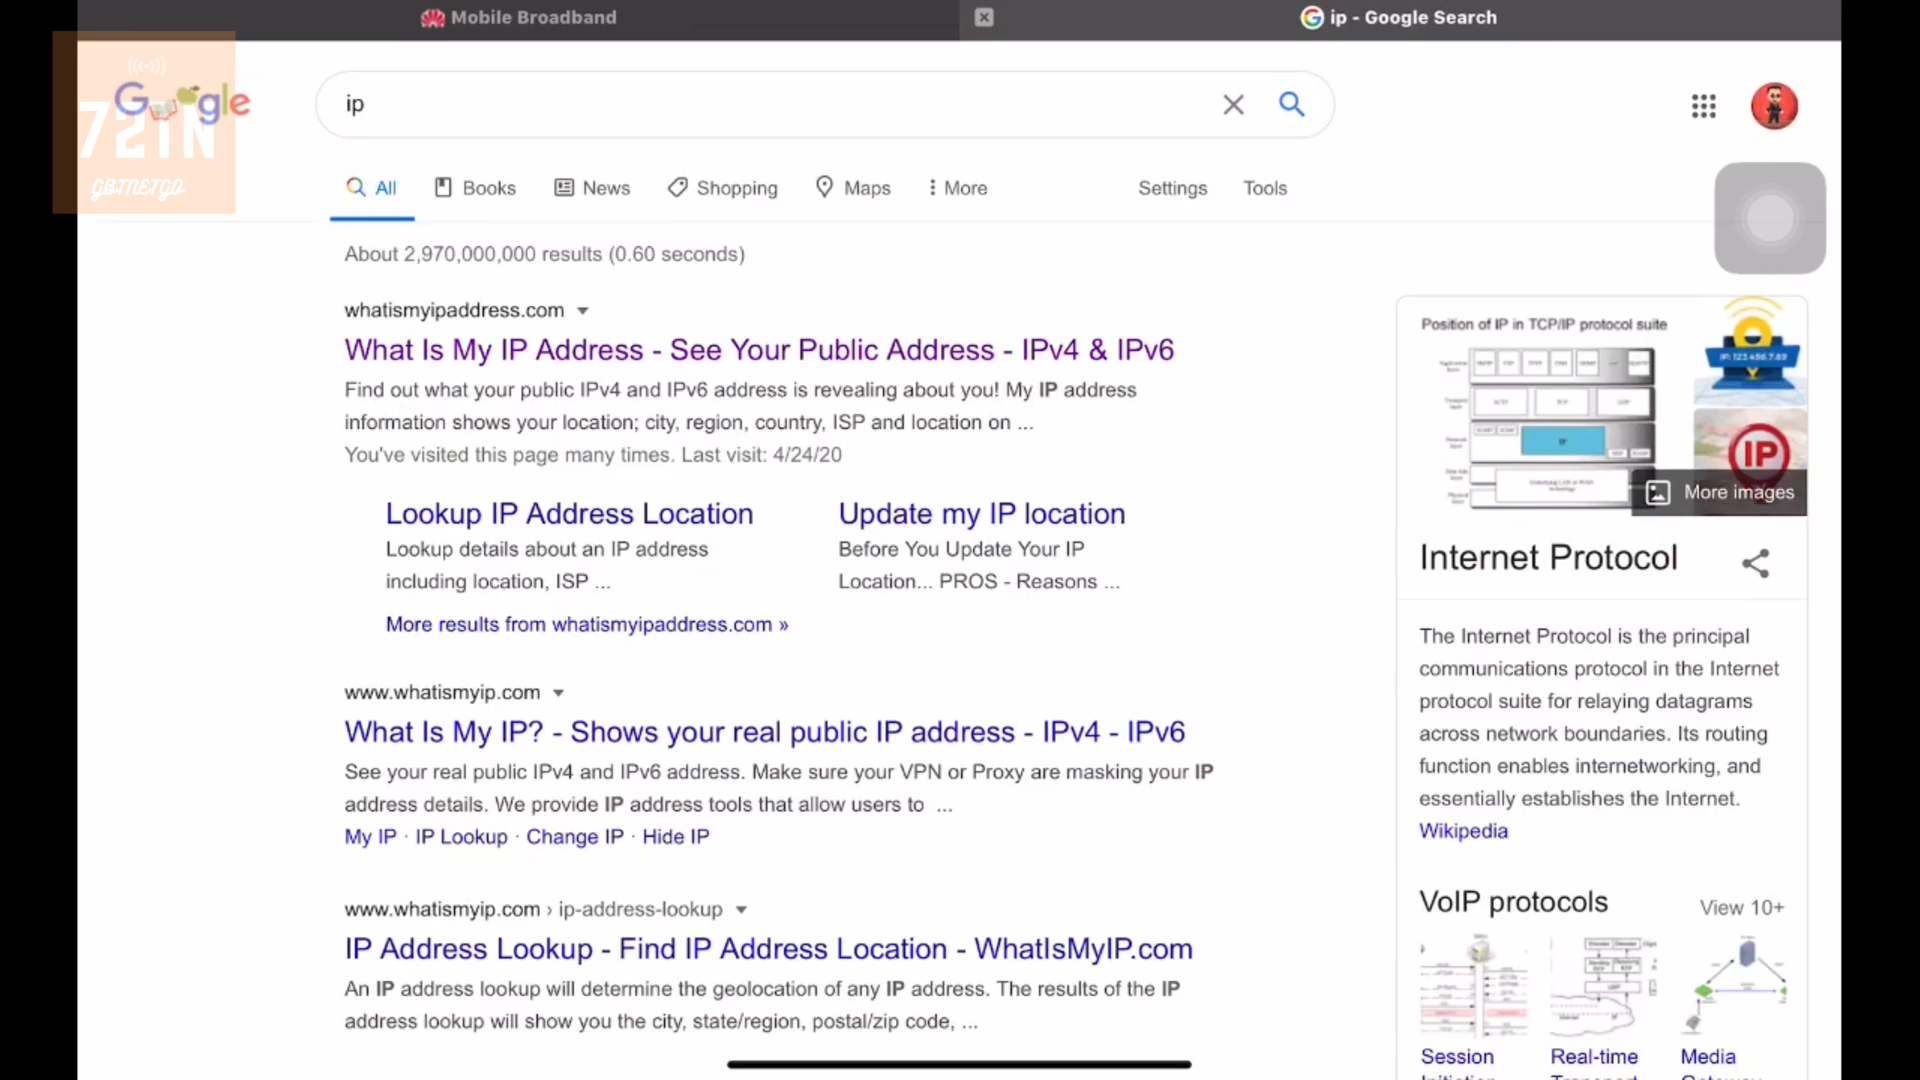 Mobile Broadband
ip - Google Search
Google
72IN
GBTNETGO
ip
All
Books
News
Shopping
Maps
More
Settings
Tools
About 2,970,000,000 results (0.60 seconds)
whatismyipaddress.com
What Is My IP Address - See Your Public Address - IPv4 & IPv6
Find out what your public IPv4 and IPv6 address is revealing about you! My IP address
information shows your location; city, region, country, ISP and location on ...
You've visited this page many times. Last visit: 4/24/20
Lookup IP Address Location
Lookup details about an IP address
including location, ISP ...
Update my IP location
Before You Update Your IP
Location... PROS - Reasons ...
More results from whatismyipaddress.com »
www.whatismyip.com
What Is My IP? - Shows your real public IP address - IPv4 - IPv6
See your real public IPv4 and IPv6 address. Make sure your VPN or Proxy are masking your IP
address details. We provide IP address tools that allow users to ...
My IP · IP Lookup · Change IP · Hide IP
www.whatismyip.com › ip-address-lookup
IP Address Lookup - Find IP Address Location - WhatIsMyIP.com
An IP address lookup will determine the geolocation of any IP address. The results of the IP
address lookup will show you the city, state/region, postal/zip code, ...
Position of IP in TCP/IP protocol suite
IP
IP: 123.456.7.89
IP
More images
Internet Protocol
The Internet Protocol is the principal
communications protocol in the Internet
protocol suite for relaying datagrams
across network boundaries. Its routing
function enables internetworking, and
essentially establishes the Internet.
Wikipedia
VoIP protocols
View 10+
Session
Real-time
Media